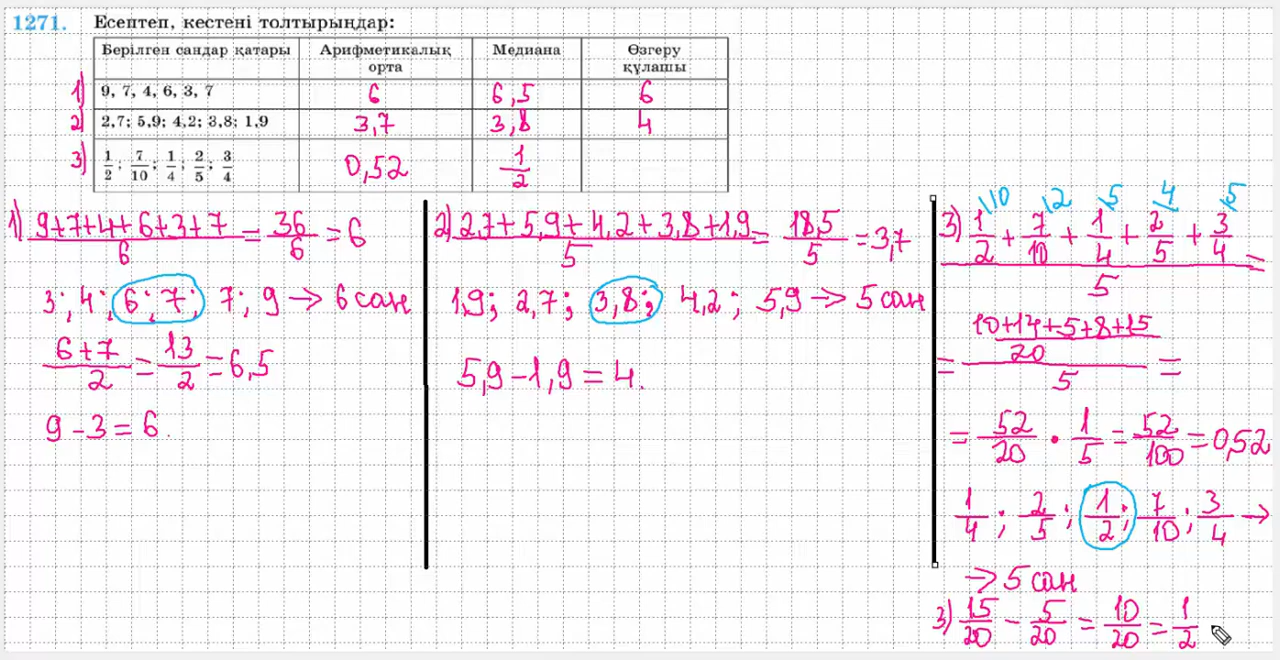 1271. Есептеп, кестені толтырыңдар:
Берілген сандар қатары Арифметикалық орта Медиана Өзгеру құлашы
1) 9, 7, 4, 6, 3, 7 6 6,5 6
2) 2,7; 5,9; 4,2; 3,8; 1,9 3,7 3,8 4
3) 1/2; 7/10; 1/4; 2/5; 3/4 0,52 1/2
1) (9+7+4+6+3+7)/6 = 36/6 = 6
3; 4; 6; 7; 7; 9 → 6 сан
(6+7)/2 = 13/2 = 6,5
9 - 3 = 6.
2) (2,7+5,9+4,2+3,8+1,9)/5 = 18,5/5 = 3,7
1,9; 2,7; 3,8; 4,2; 5,9 → 5 сан
5,9 - 1,9 = 4.
\10 \2 \5 \4 \5
3) (1/2 + 7/10 + 1/4 + 2/5 + 3/4)/5 =
= ((10+14+5+8+15)/20)/5 =
= 52/20 · 1/5 = 52/100 = 0,52
1/4; 2/5; 1/2; 7/10; 3/4 →
→ 5 сан
3) 15/20 - 5/20 = 10/20 = 1/2